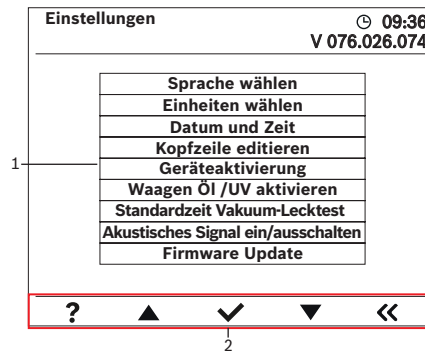 Einstellungen 09:36
V 076.026.074
Sprache wählen
Einheiten wählen
Datum und Zeit
Kopfzeile editieren
1
Geräteaktivierung
Waagen Öl /UV aktivieren
Standardzeit Vakuum-Lecktest
Akustisches Signal ein/ausschalten
Firmware Update
?
2